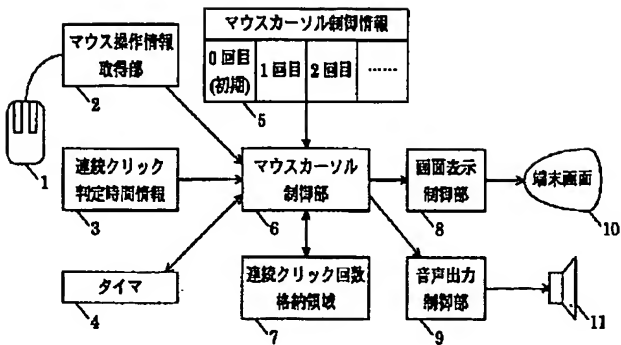 マウスカーソル制御情報
0回目
(初期)
1回目
2回目
……
5
マウス操作情報
取得部
2
1
連続クリック
判定時間情報
3
マウスカーソル
制御部
6
画面表示
制御部
8
端末画面
10
タイマ
4
連続クリック回数
格納領域
7
音声出力
制御部
9
11